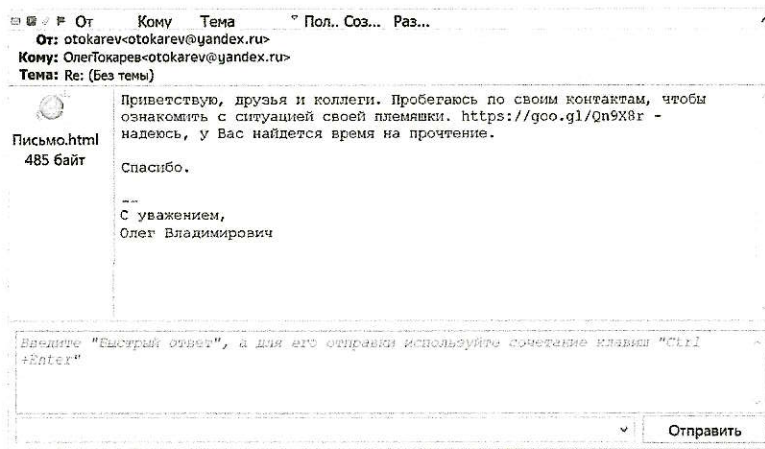 От Кому Тема Пол.. Соз... Раз...
От: otokarev<otokarev@yandex.ru>
Кому: ОлегТокарев<otokarev@yandex.ru>
Тема: Re: (Без темы)
Приветствую, друзья и коллеги. Пробегаюсь по своим контактам, чтобы
ознакомить с ситуацией своей племяшки. https://goo.gl/Qn9X8r -
надеюсь, у Вас найдется время на прочтение.
Письмо.html
485 байт
Спасибо.
--
С уважением,
Олег Владимирович
Введите "Быстрый ответ", а для его отправки используйте сочетание клавиш "Ctrl
+Enter"
Отправить